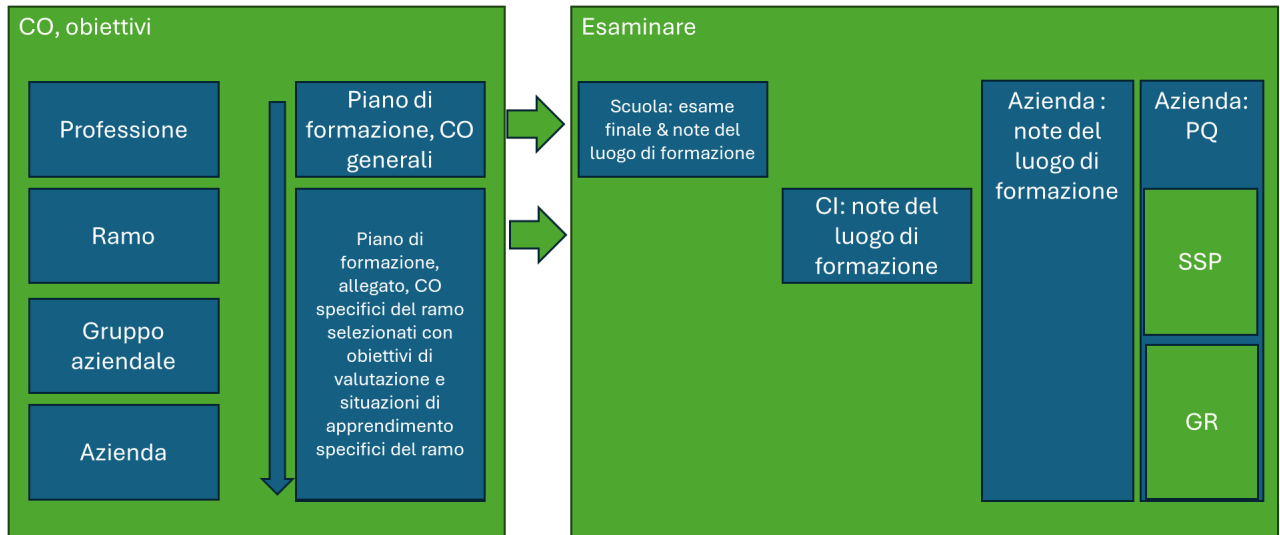 CO, obiettivi
Professione
Ramo
Gruppo
aziendale
Azienda
Piano di
formazione, CO
generali
Piano di
formazione,
allegato, CO
specifici del ramo
selezionati con
obiettivi di
valutazione e
situazioni di
apprendimento
specifici del ramo
Esaminare
Scuola: esame
finale & note del
luogo di formazione
CI: note del
luogo di
formazione
Azienda :
note del
luogo di
formazione
Azienda:
PQ
SSP
GR